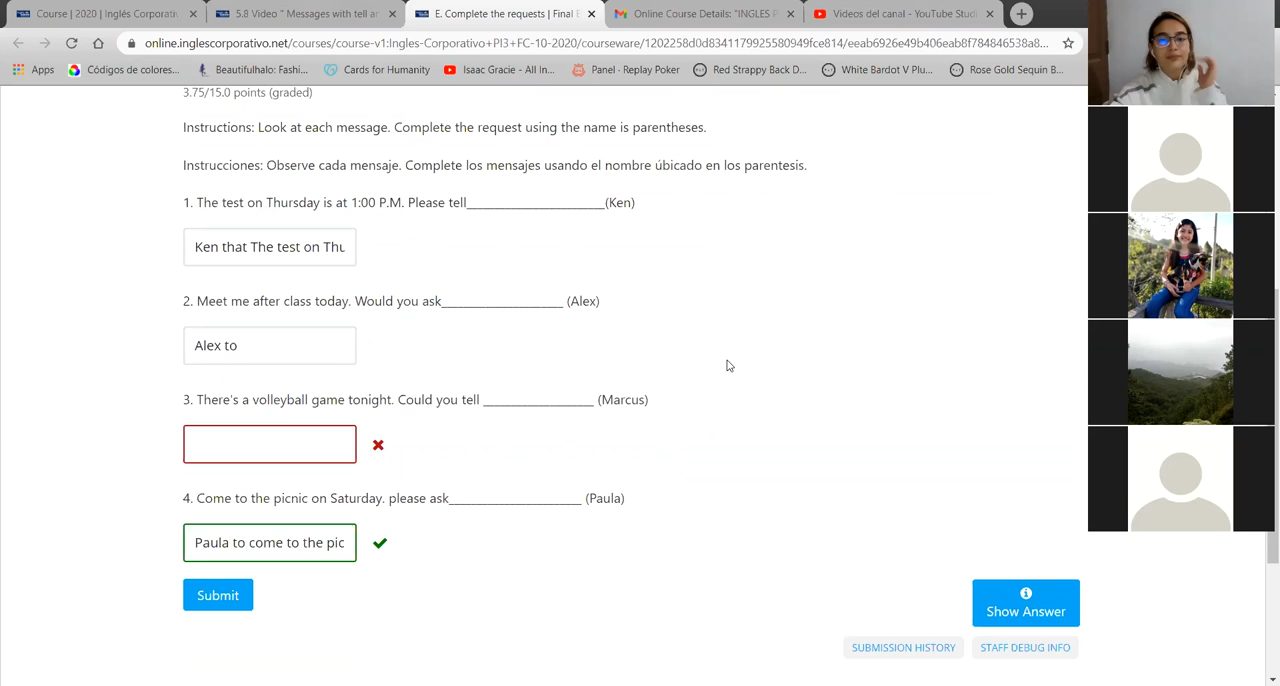 Course | 2020 | Inglés Corporati
5.8 Video " Messages with tell an
E. Complete the requests | Final E
Online Course Details: "INGLES P
Videos del canal - YouTube Studi
online.inglescorporativo.net/courses/course-v1:Ingles-Corporativo+PI3+FC-10-2020/courseware/1202258d0d8341179925580949fce814/eeab6926e49b406eab8f784846538a8...
Apps
Códigos de colores...
Beautifulhalo: Fashi...
Cards for Humanity
Isaac Gracie - All In...
Panel · Replay Poker
Red Strappy Back D...
White Bardot V Plu...
Rose Gold Sequin B...
3.75/15.0 points (graded)
Instructions: Look at each message. Complete the request using the name is parentheses.
Instrucciones: Observe cada mensaje. Complete los mensajes usando el nombre úbicado en los parentesis.
1. The test on Thursday is at 1:00 P.M. Please tell____________________(Ken)
Ken that The test on Thu
2. Meet me after class today. Would you ask__________________ (Alex)
Alex to
3. There's a volleyball game tonight. Could you tell ________________ (Marcus)
4. Come to the picnic on Saturday. please ask___________________ (Paula)
Paula to come to the pic
Submit
Show Answer
SUBMISSION HISTORY
STAFF DEBUG INFO